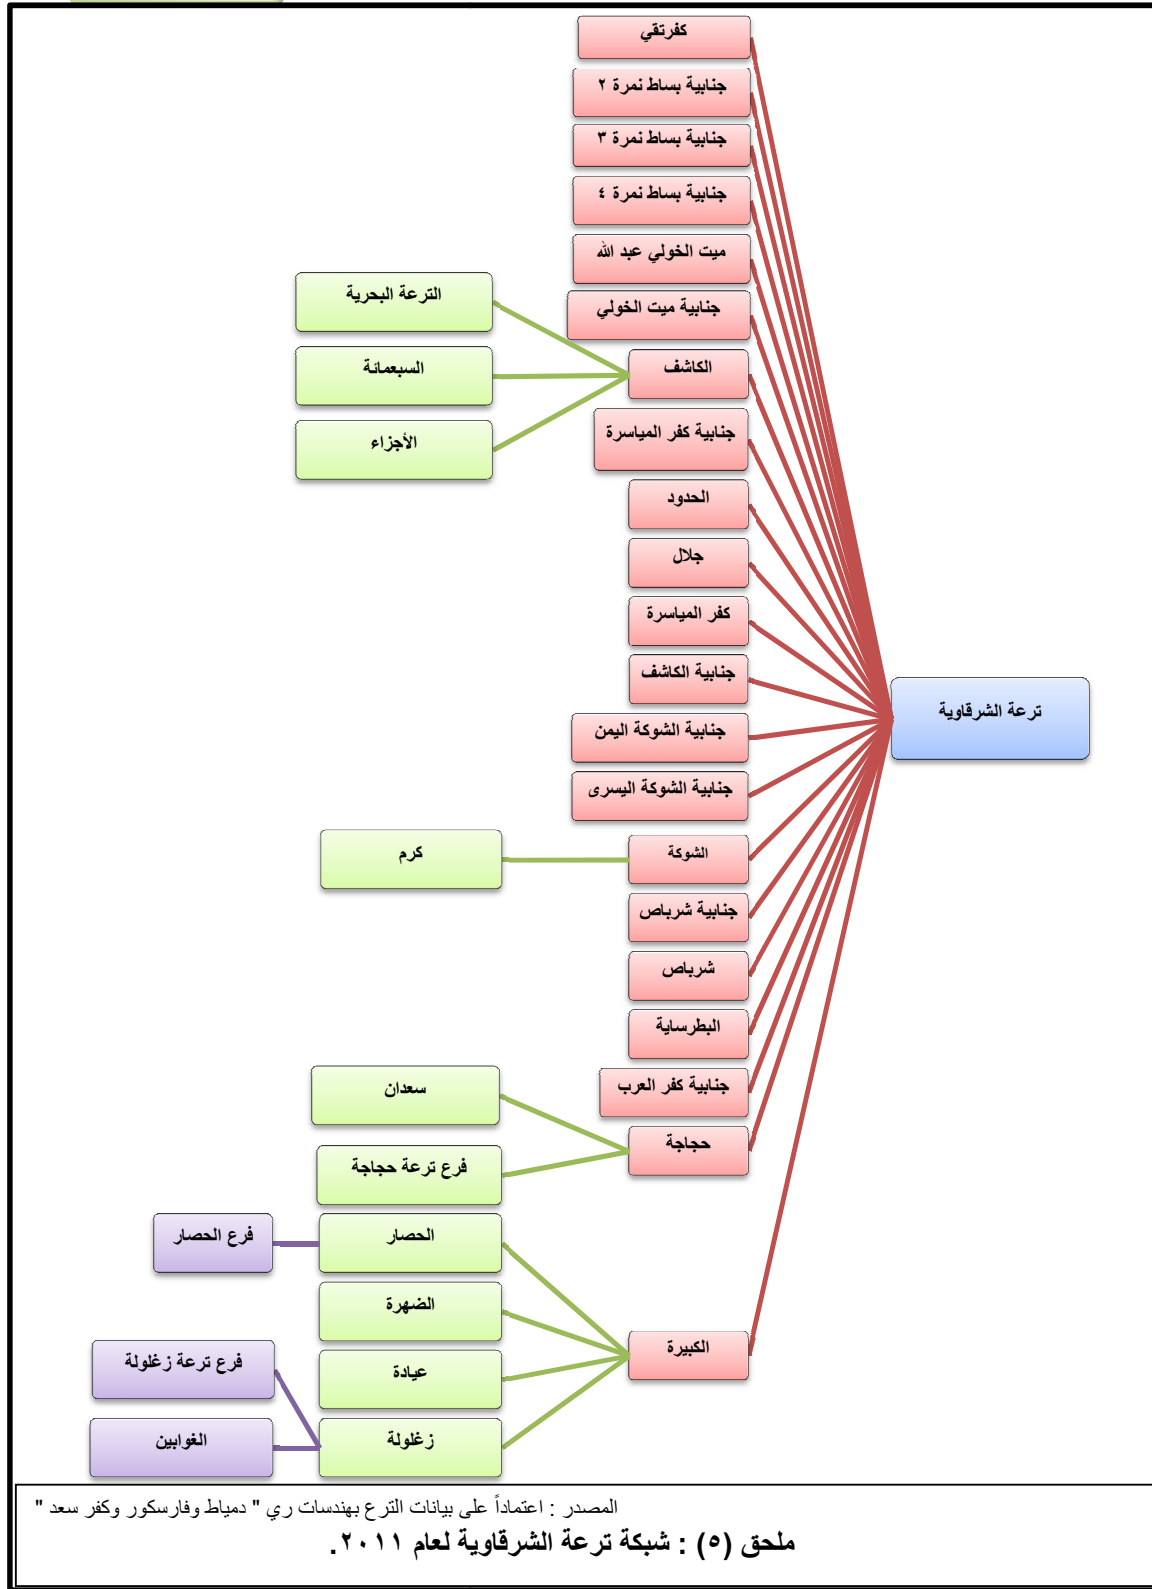 كفرتقي
جنابية بساط نمرة ٢
جنابية بساط نمرة ٣
جنابية بساط نمرة ٤
ميت الخولي عبد الله
جنابية ميت الخولي
الكاشف
جنابية كفر المياسرة
الحدود
جلال
كفر المياسرة
جنابية الكاشف
جنابية الشوكة اليمن
جنابية الشوكة اليسرى
الشوكة
جنابية شرباص
شرباص
البطرساية
جنابية كفر العرب
حجاجة
الكبيرة
ترعة الشرقاوية
الترعة البحرية
السبعمائة
الأجزاء
كرم
سعدان
فرع ترعة حجاجة
الحصار
الضهرة
عيادة
زغلولة
فرع الحصار
فرع ترعة زغلولة
الغوابين
المصدر : اعتماداً على بيانات الترع بهندسات ري " دمياط وفارسكور وكفر سعد "
ملحق (٥) : شبكة ترعة الشرقاوية لعام ٢٠١١.